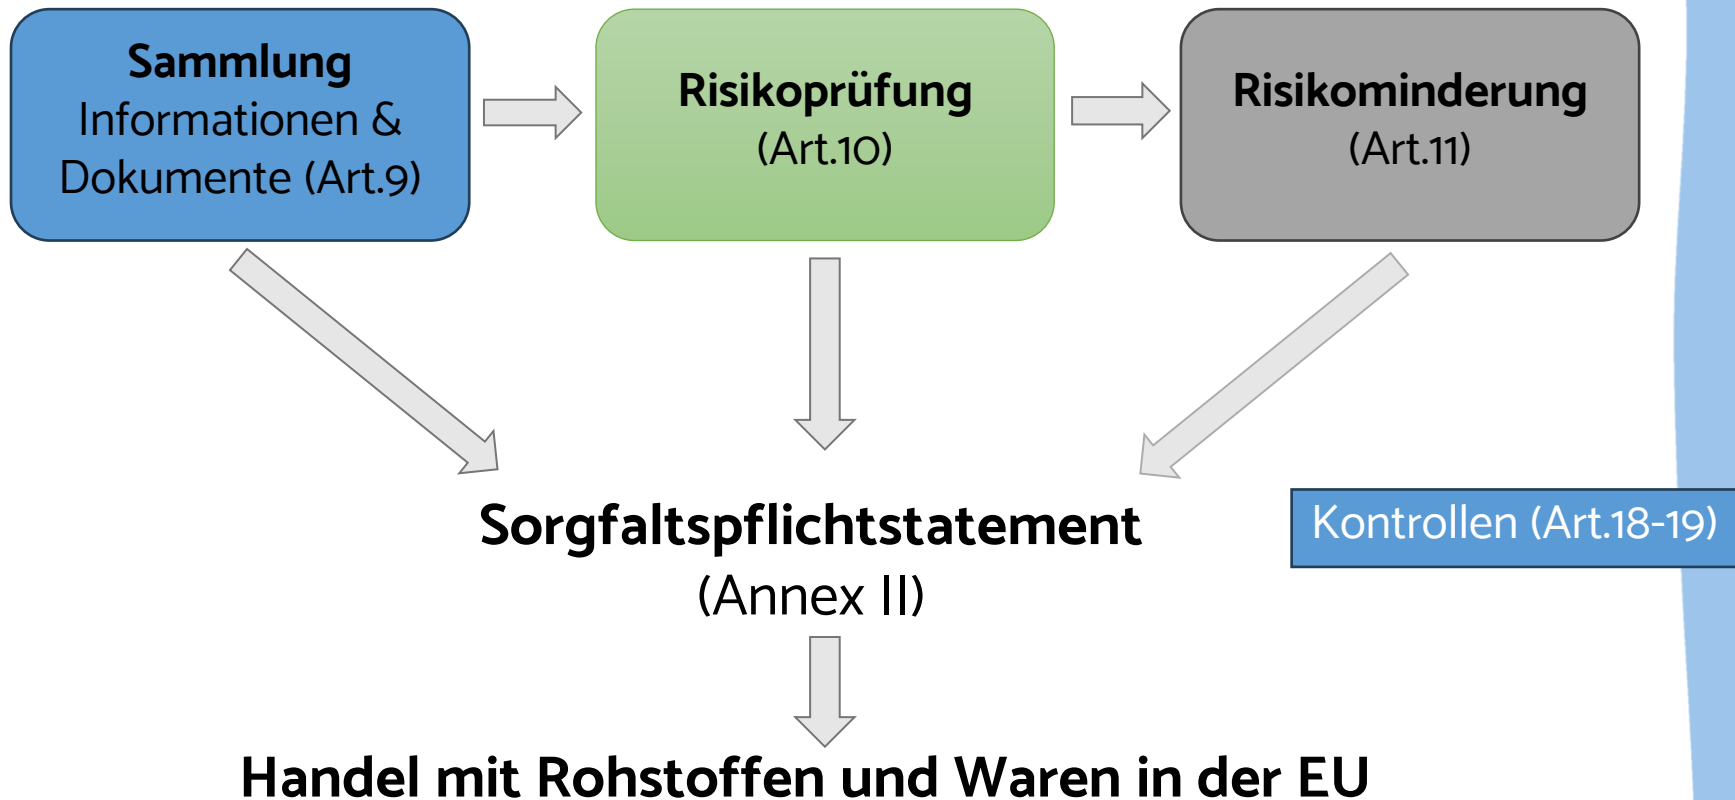 Sammlung
Informationen &
Dokumente (Art.9)
Risikoprüfung
(Art.10)
Risikominderung
(Art.11)
Sorgfaltspflichtstatement
(Annex II)
Kontrollen (Art.18-19)
Handel mit Rohstoffen und Waren in der EU